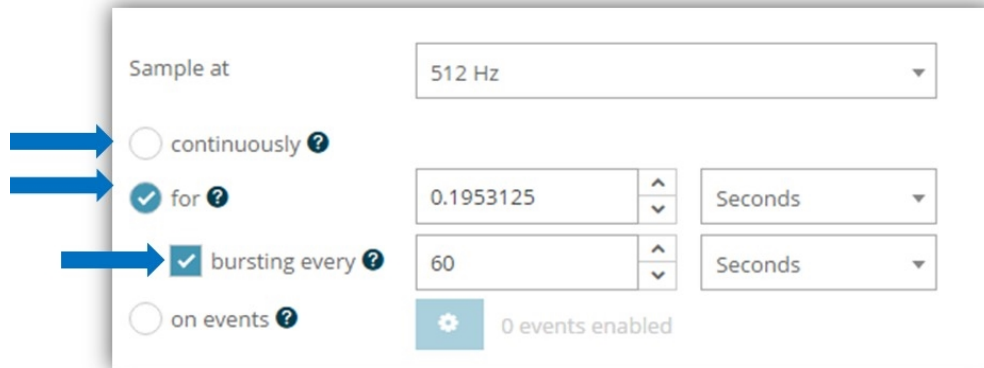 Sample at 512 Hz
continuously ?
for ? 0.1953125 Seconds
bursting every ? 60 Seconds
on events ? 0 events enabled